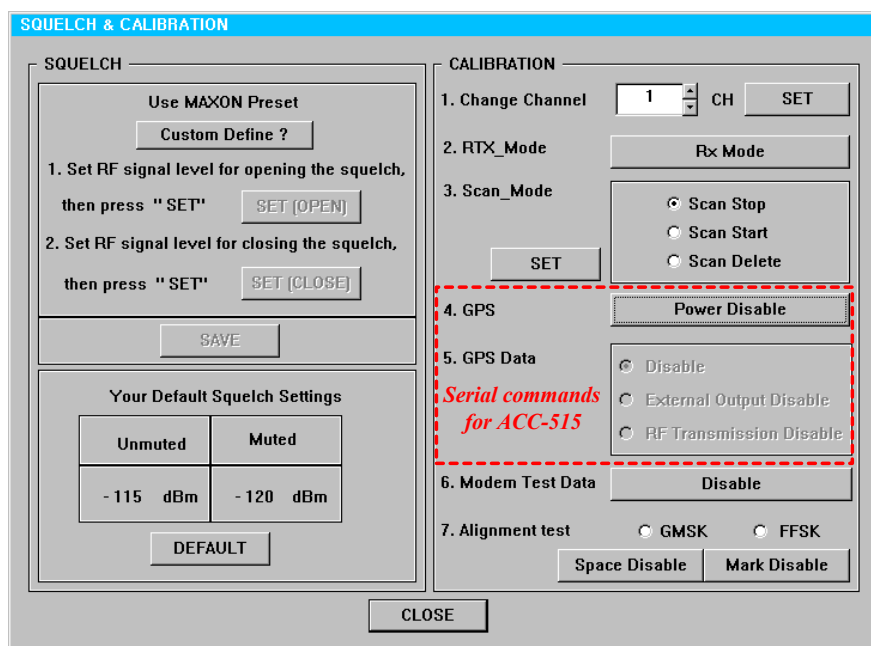 SQUELCH & CALIBRATION
SQUELCH
Use MAXON Preset
Custom Define ?
1. Set RF signal level for opening the squelch,
then press "SET" SET (OPEN)
2. Set RF signal level for closing the squelch,
then press "SET" SET (CLOSE)
SAVE
Your Default Squelch Settings
Unmuted Muted
-115 dBm -120 dBm
DEFAULT
CALIBRATION
1. Change Channel 1 CH SET
2. RTX_Mode Rx Mode
3. Scan_Mode
Scan Stop
Scan Start
SET Scan Delete
4. GPS Power Disable
5. GPS Data Disable
Serial commands External Output Disable
for ACC-515 RF Transmission Disable
6. Modem Test Data Disable
7. Alignment test GMSK FFSK
Space Disable Mark Disable
CLOSE